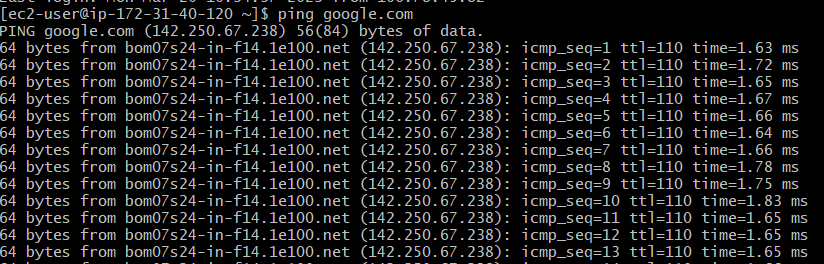 [ec2-user@ip-172-31-40-120 ~]$ ping google.com
PING google.com (142.250.67.238) 56(84) bytes of data.
64 bytes from bom07s24-in-f14.1e100.net (142.250.67.238): icmp_seq=1 ttl=110 time=1.63 ms
64 bytes from bom07s24-in-f14.1e100.net (142.250.67.238): icmp_seq=2 ttl=110 time=1.72 ms
64 bytes from bom07s24-in-f14.1e100.net (142.250.67.238): icmp_seq=3 ttl=110 time=1.65 ms
64 bytes from bom07s24-in-f14.1e100.net (142.250.67.238): icmp_seq=4 ttl=110 time=1.67 ms
64 bytes from bom07s24-in-f14.1e100.net (142.250.67.238): icmp_seq=5 ttl=110 time=1.66 ms
64 bytes from bom07s24-in-f14.1e100.net (142.250.67.238): icmp_seq=6 ttl=110 time=1.64 ms
64 bytes from bom07s24-in-f14.1e100.net (142.250.67.238): icmp_seq=7 ttl=110 time=1.66 ms
64 bytes from bom07s24-in-f14.1e100.net (142.250.67.238): icmp_seq=8 ttl=110 time=1.78 ms
64 bytes from bom07s24-in-f14.1e100.net (142.250.67.238): icmp_seq=9 ttl=110 time=1.75 ms
64 bytes from bom07s24-in-f14.1e100.net (142.250.67.238): icmp_seq=10 ttl=110 time=1.83 ms
64 bytes from bom07s24-in-f14.1e100.net (142.250.67.238): icmp_seq=11 ttl=110 time=1.65 ms
64 bytes from bom07s24-in-f14.1e100.net (142.250.67.238): icmp_seq=12 ttl=110 time=1.65 ms
64 bytes from bom07s24-in-f14.1e100.net (142.250.67.238): icmp_seq=13 ttl=110 time=1.65 ms